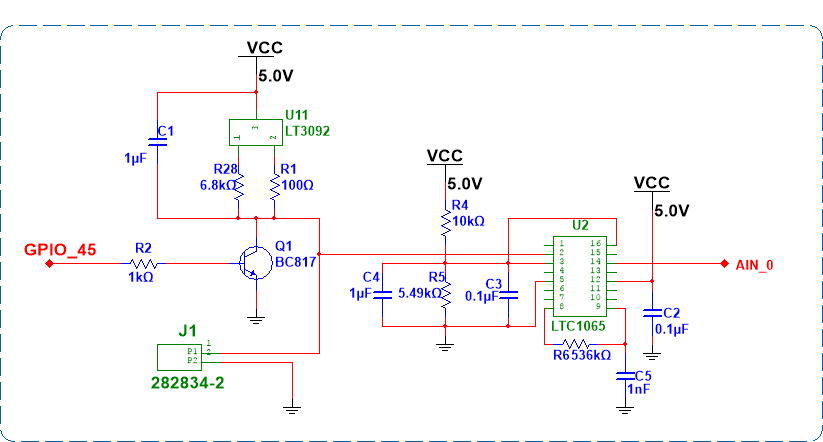 VCC
5.0V
U11
LT3092
3
1
2
C1
1µF
R28
6.8kΩ
R1
100Ω
VCC
5.0V
VCC
5.0V
R4
10kΩ
U2
GPIO_45
R2
1kΩ
Q1
BC817
1 16
2 15
3 14
4 13
5 12
6 11
7 10
8 9
LTC1065
AIN_0
C4
1µF
R5
5.49kΩ
C3
0.1µF
C2
0.1µF
J1
P1 1
P2 2
282834-2
R6 536kΩ
C5
1nF